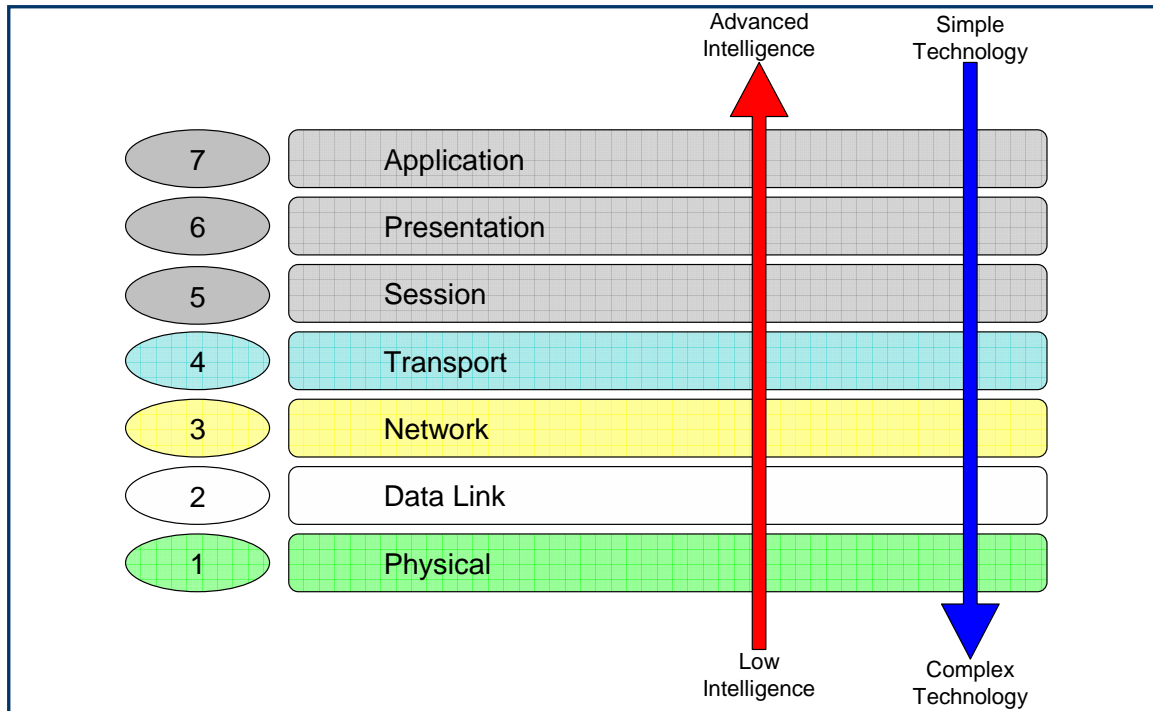 Advanced
Intelligence
Simple
Technology
7 Application
6 Presentation
5 Session
4 Transport
3 Network
2 Data Link
1 Physical
Low
Intelligence
Complex
Technology